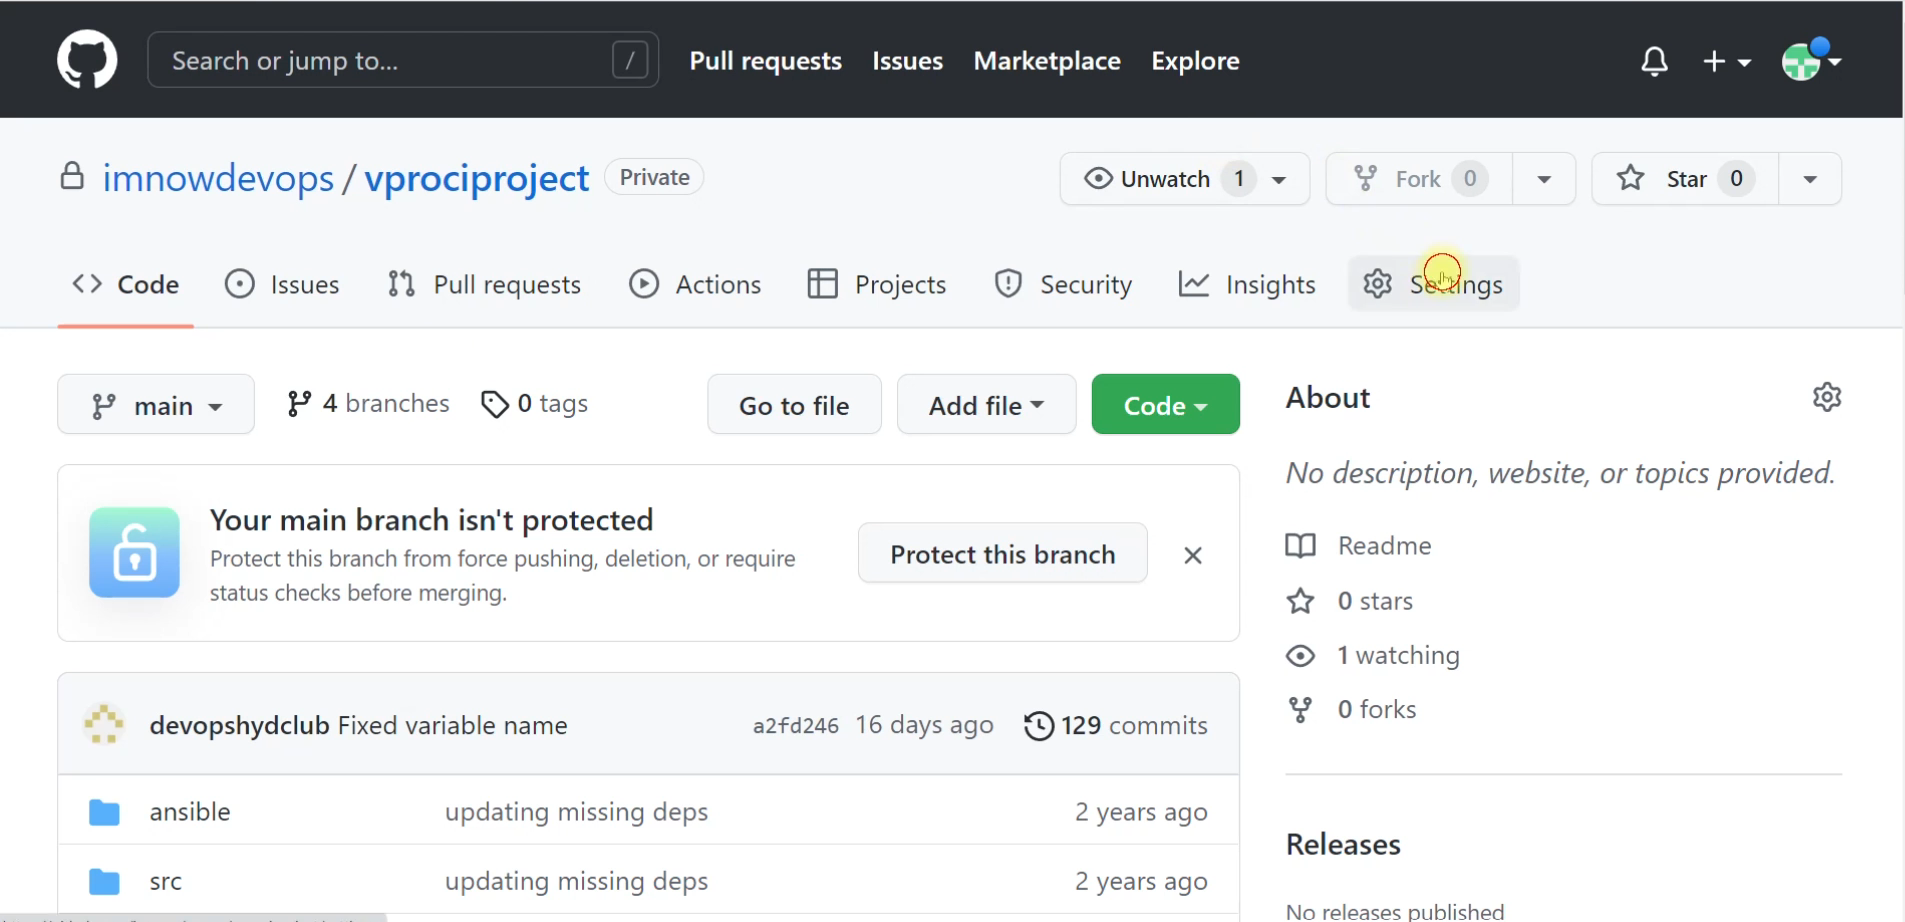 Search or jump to... /
Pull requests Issues Marketplace Explore
imnowdevops / vprociproject Private
Unwatch 1 Fork 0 Star 0
Code Issues Pull requests Actions Projects Security Insights Settings
main 4 branches 0 tags Go to file Add file Code
Your main branch isn't protected
Protect this branch from force pushing, deletion, or require
status checks before merging.
Protect this branch
devopshydclub Fixed variable name a2fd246 16 days ago 129 commits
ansible updating missing deps 2 years ago
src updating missing deps 2 years ago
About
No description, website, or topics provided.
Readme
0 stars
1 watching
0 forks
Releases
No releases published